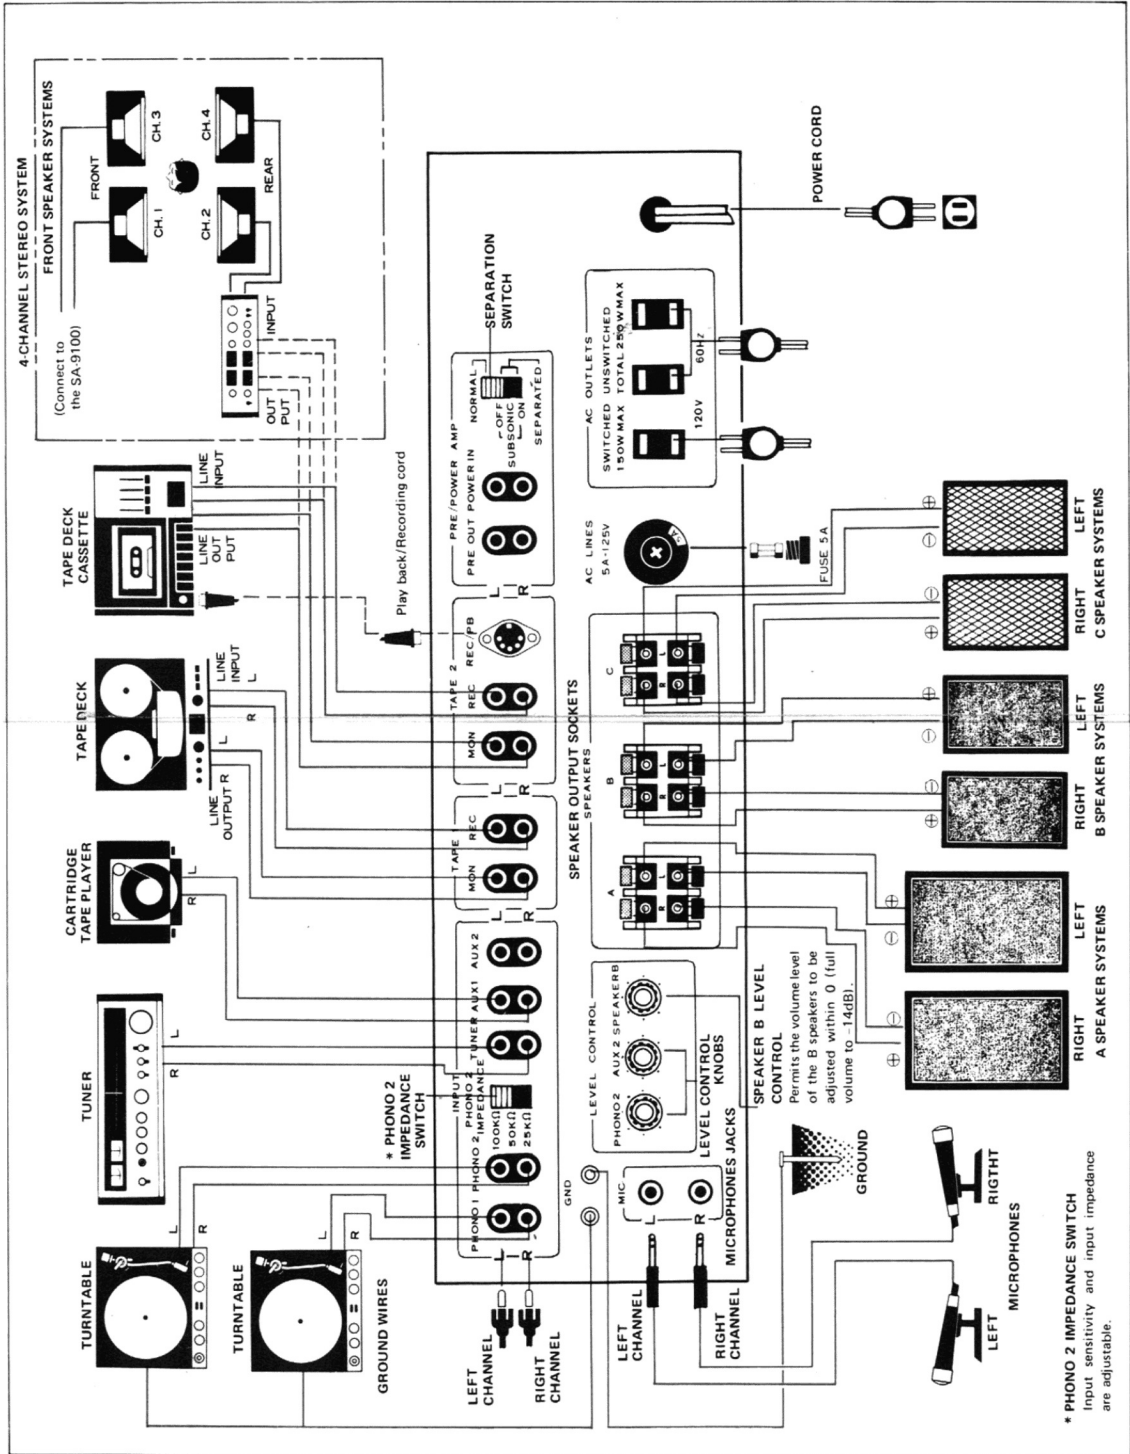 4-CHANNEL STEREO SYSTEM
FRONT SPEAKER SYSTEMS
(Connect to
the SA-9100)
FRONT
CH. 1
CH. 3
CH. 2
CH. 4
REAR
INPUT
OUT
PUT
TURNTABLE
L
R
TURNTABLE
L
R
GROUND WIRES
TUNER
L
R
CARTRIDGE
TAPE PLAYER
L
R
TAPEDECK
LINE
OUTPUT R
L
R
L
LINE
INPUT
TAPE DECK
CASSETTE
LINE
OUT
PUT
LINE
INPUT
Play back/Recording cord
* PHONO 2
IMPEDANCE
SWITCH
SEPARATION
SWITCH
LEFT
CHANNEL
RIGHT
CHANNEL
L
R
INPUT
PHONO 1
PHONO 2
PHONO 2
IMPEDANCE
100KΩ
50KΩ
25KΩ
TUNER
AUX 1
AUX 2
L
R
TAPE 1
MON
REC
L
R
TAPE 2
MON
REC
REC/PB
L
R
PRE/POWER AMP
PRE OUT
POWER IN
NORMAL
OFF
SUBSONIC
ON
SEPARATED
GND
SPEAKER OUTPUT SOCKETS
MIC
L
R
MICROPHONES JACKS
LEVEL CONTROL
PHONO 2
AUX 2
SPEAKER B
LEVEL CONTROL
KNOBS
SPEAKERS
A
R
L
B
R
L
C
R
L
AC LINES
5A-125V
5A
FUSE 5A
AC OUTLETS
SWITCHED UNSWITCHED
150W MAX TOTAL 250W MAX
120V
60HZ
POWER CORD
LEFT
CHANNEL
RIGHT
CHANNEL
SPEAKER B LEVEL
CONTROL
Permits the volume level
of the B speakers to be
adjusted within 0 (full
volume to -14dB).
GROUND
LEFT
RIGTHT
MICROPHONES
⊕
⊖
RIGHT
⊖
⊕
LEFT
A SPEAKER SYSTEMS
⊕
⊖
RIGHT
⊖
⊕
LEFT
B SPEAKER SYSTEMS
⊕
⊖
RIGHT
⊖
⊕
LEFT
C SPEAKER SYSTEMS
* PHONO 2 IMPEDANCE SWITCH
Input sensitivity and input impedance
are adjustable.